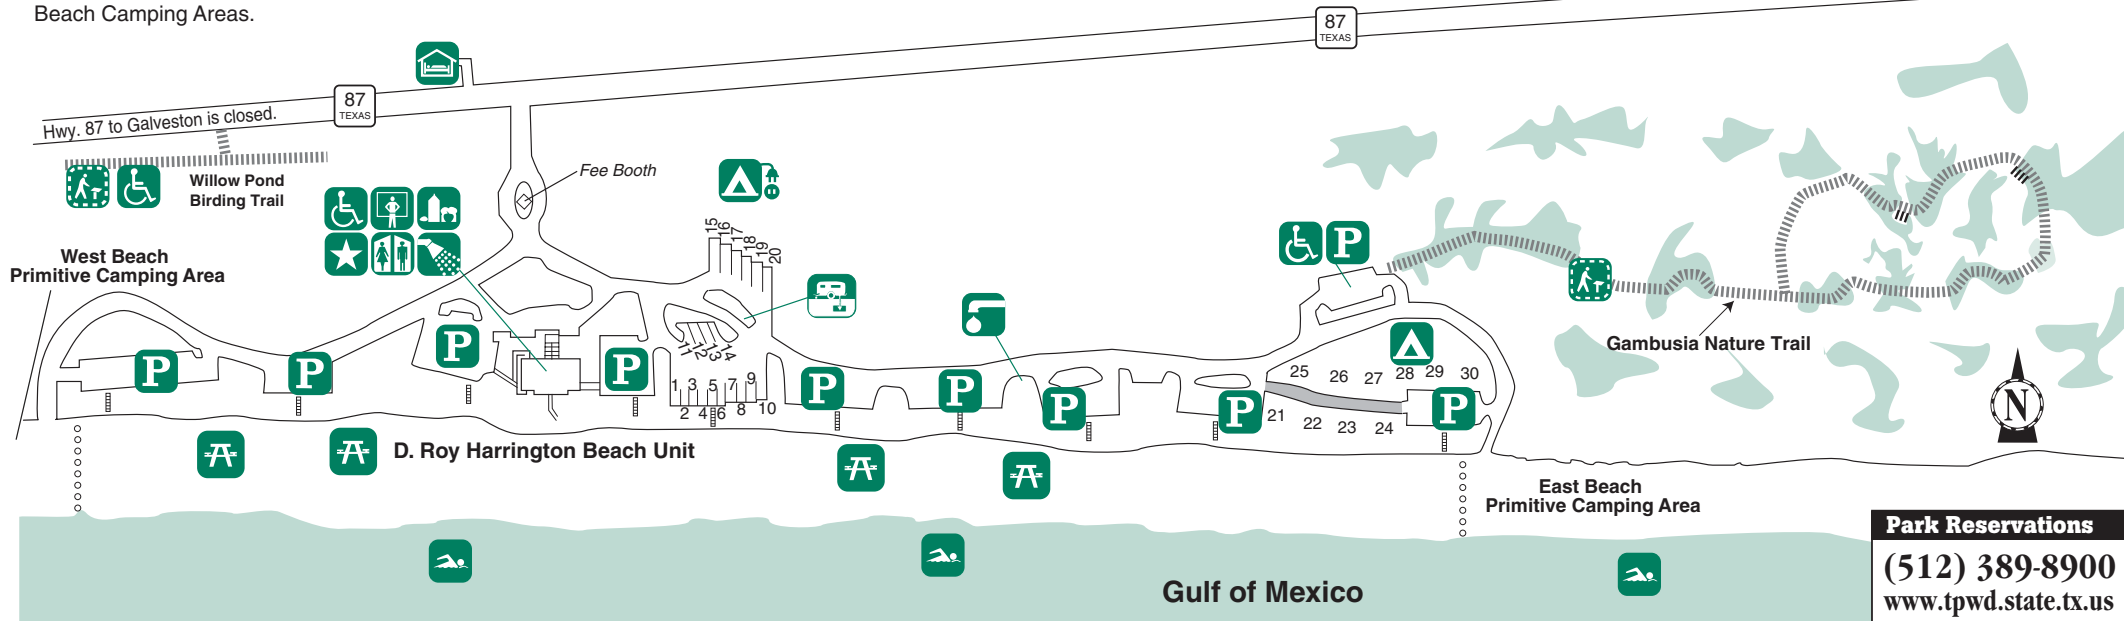 Beach Camping Areas.
87
TEXAS
87
TEXAS
Hwy. 87 to Galveston is closed.
Willow Pond
Birding Trail
Fee Booth
West Beach
Primitive Camping Area
15
16
17
18
19
20
11
12
13
14
1 3 5 7 9
2 4 6 8 10
P
P
P
P
P
P
P
P
P
P
25 26 27 28 29 30
21 22 23 24
Gambusia Nature Trail
N
D. Roy Harrington Beach Unit
East Beach
Primitive Camping Area
Gulf of Mexico
Park Reservations
(512) 389-8900
www.tpwd.state.tx.us